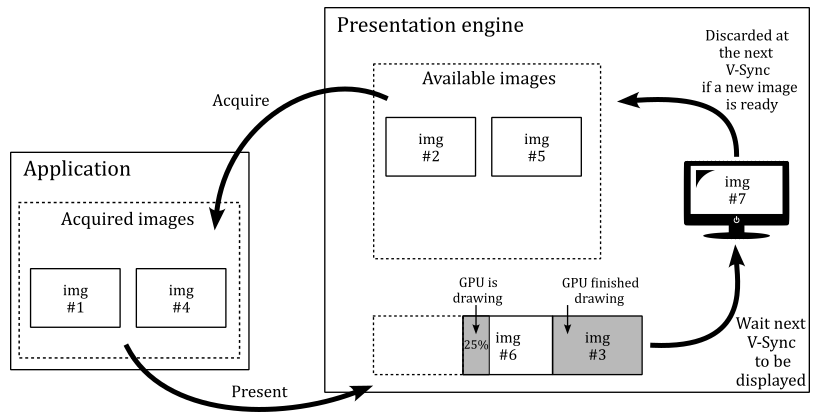 Presentation engine
Available images
img
#2
img
#5
Discarded at
the next
V-Sync
if a new image
is ready
img
#7
Acquire
Application
Acquired images
img
#1
img
#4
GPU is
drawing
GPU finished
drawing
25%
img
#6
img
#3
Wait next
V-Sync
to be
displayed
Present